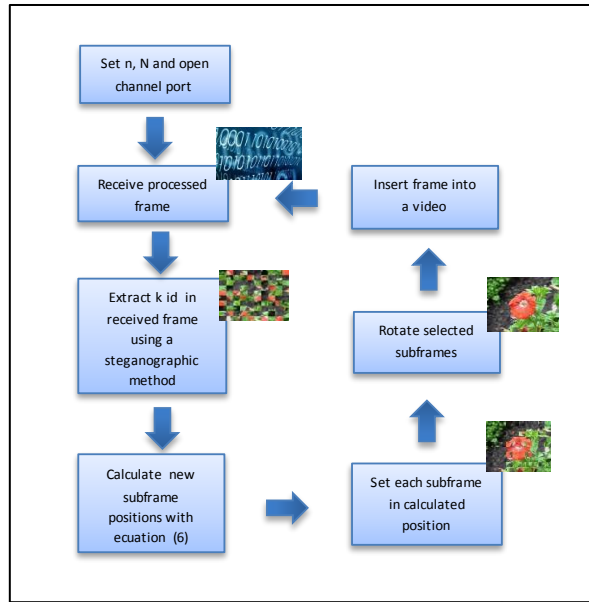 Set n, N and open
channel port
Receive processed
frame
Extract k id in
received frame
using a
steganographic
method
Calculate new
subframe
positions with
ecuation (6)
Set each subframe
in calculated
position
Rotate selected
subframes
Insert frame into
a video